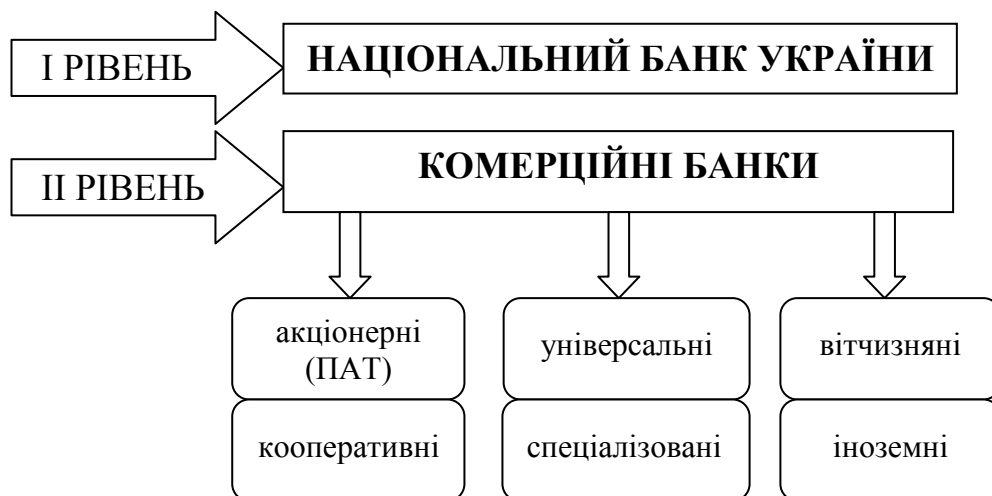 І РІВЕНЬ
НАЦІОНАЛЬНИЙ БАНК УКРАЇНИ
ІІ РІВЕНЬ
КОМЕРЦІЙНІ БАНКИ
акціонерні
(ПАТ)
універсальні
вітчизняні
кооперативні
спеціалізовані
іноземні